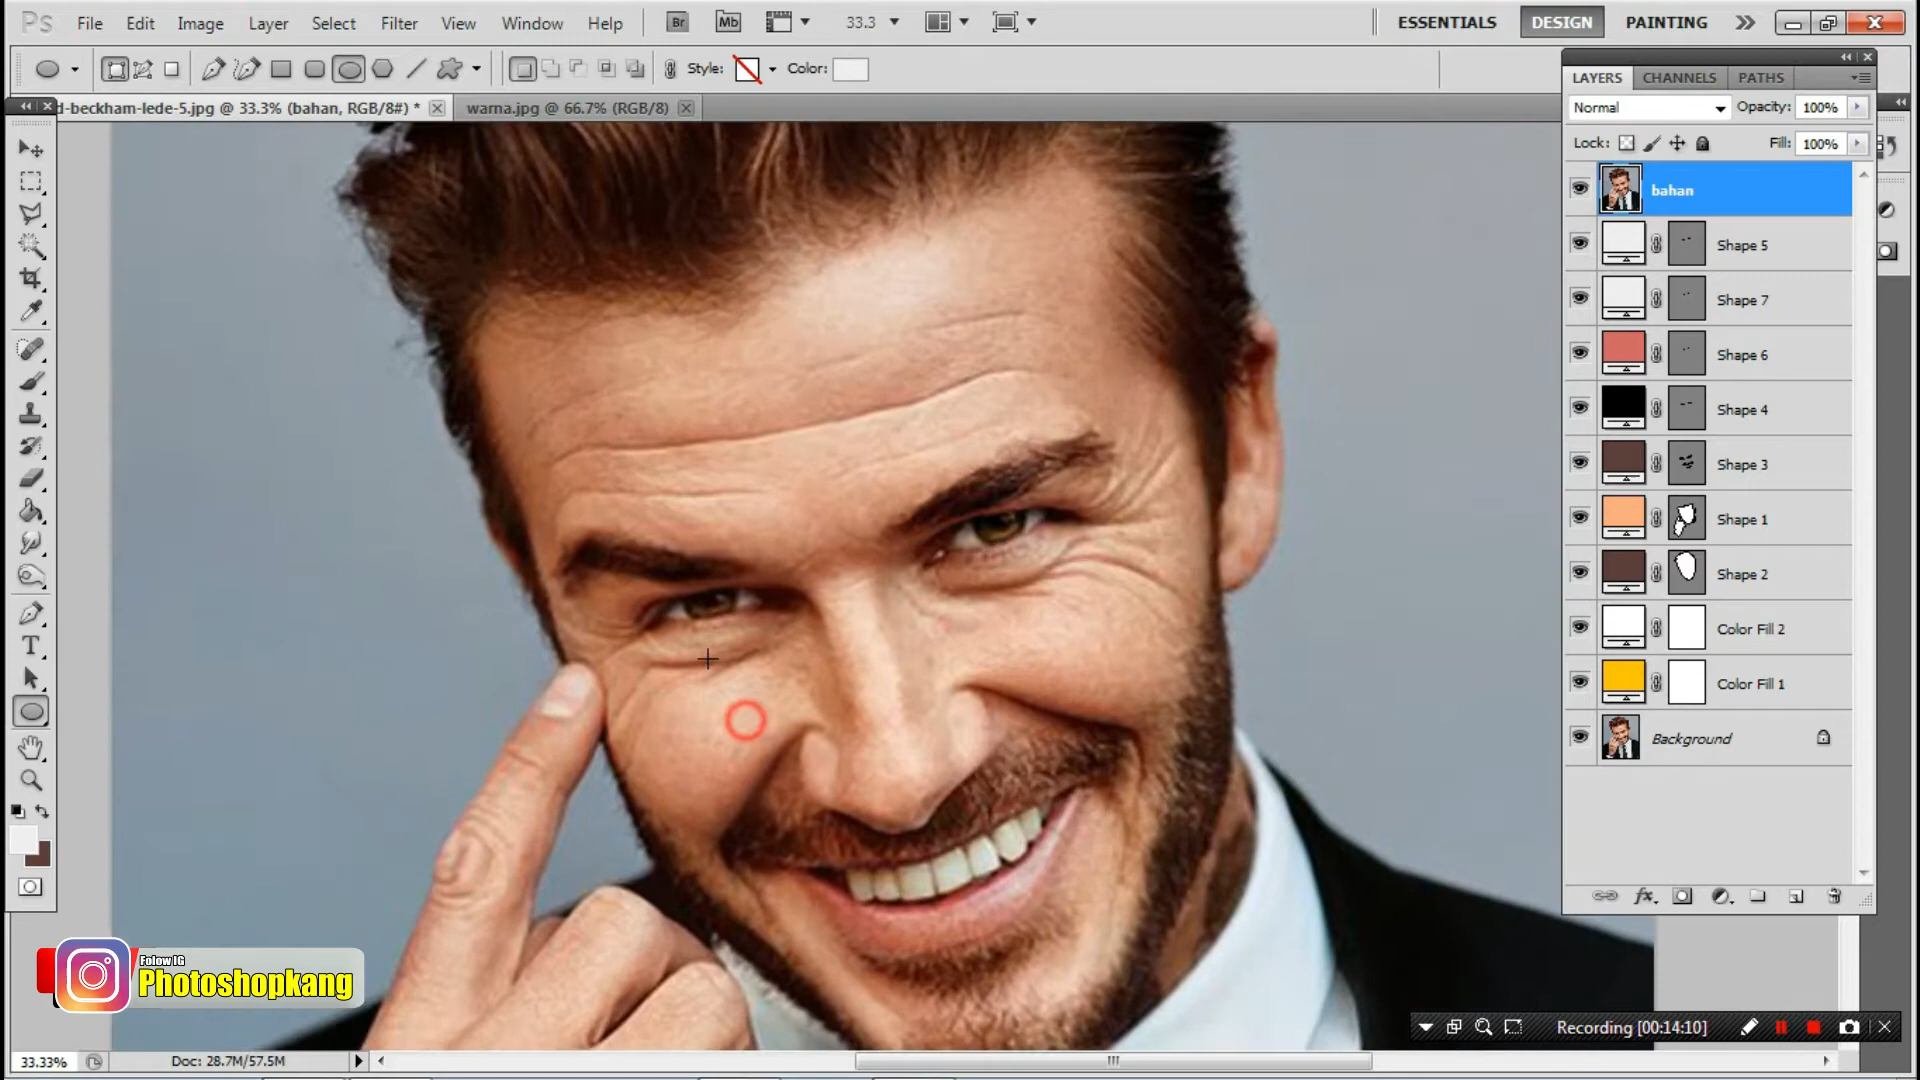 Ps File Edit Image Layer Select Filter View Window Help Br Mb 33.3 ESSENTIALS DESIGN PAINTING
Style: Color:
d-beckham-lede-5.jpg @ 33.3% (bahan, RGB/8#) * warna.jpg @ 66.7% (RGB/8)
LAYERS CHANNELS PATHS
Normal Opacity: 100%
Lock: Fill: 100%
bahan
Shape 5
Shape 7
Shape 6
Shape 4
Shape 3
Shape 1
Shape 2
Color Fill 2
Color Fill 1
Background
Folow IG
Photoshopkang
Recording [00:14:10]
33.33% Doc: 28.7M/57.5M